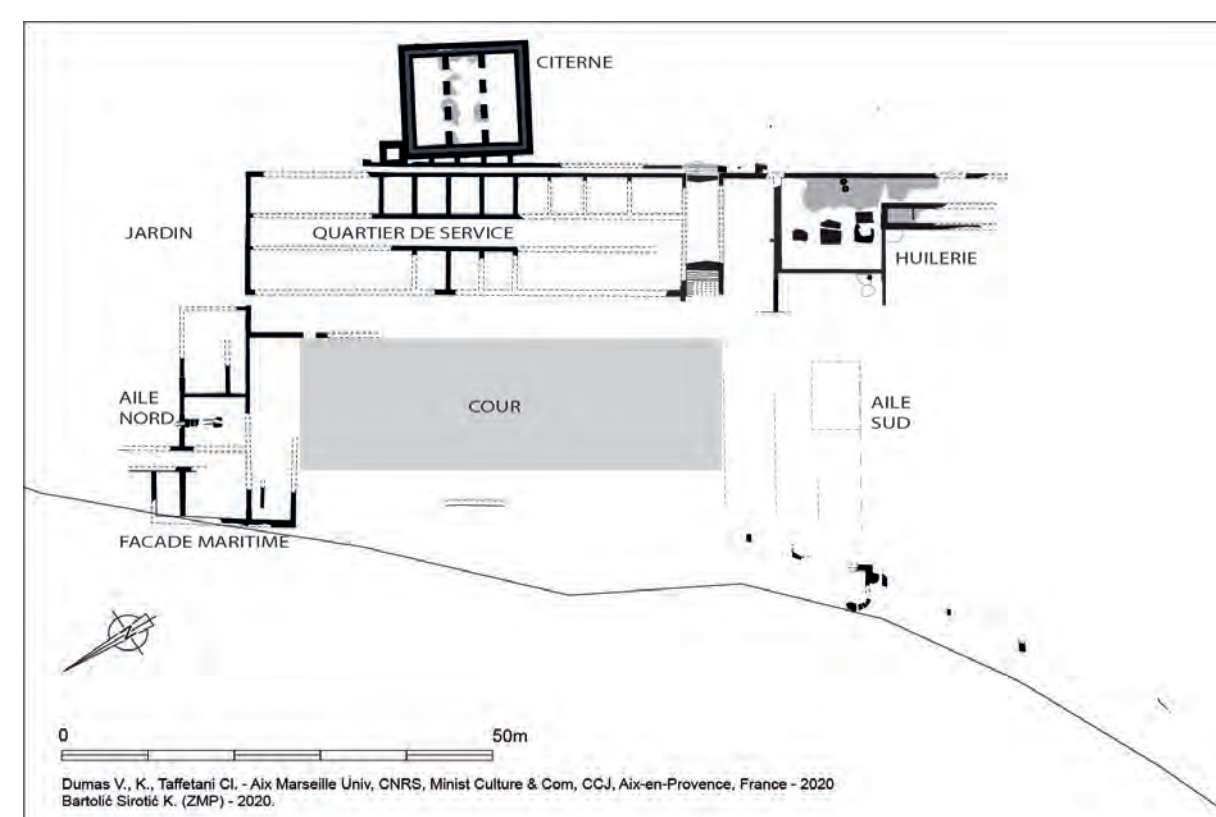 CITERNE
JARDIN
QUARTIER DE SERVICE
HUILERIE
AILE
NORD
COUR
AILE
SUD
FACADE MARITIME
N
0 50m
Dumas V., K., Taffetani Cl. - Aix Marseille Univ, CNRS, Minist Culture & Com, CCJ, Aix-en-Provence, France - 2020
Bartolić Sirotić K. (ZMP) - 2020.